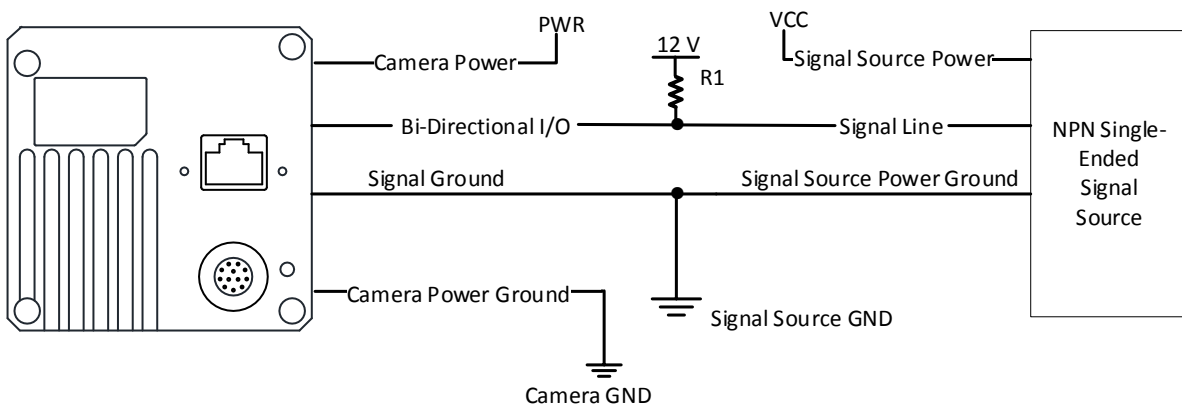 PWR
VCC
12 V
Camera Power
Signal Source Power
R1
Bi-Directional I/O
Signal Line
NPN Single-
Ended
Signal
Source
Signal Ground
Signal Source Power Ground
Camera Power Ground
Signal Source GND
Camera GND